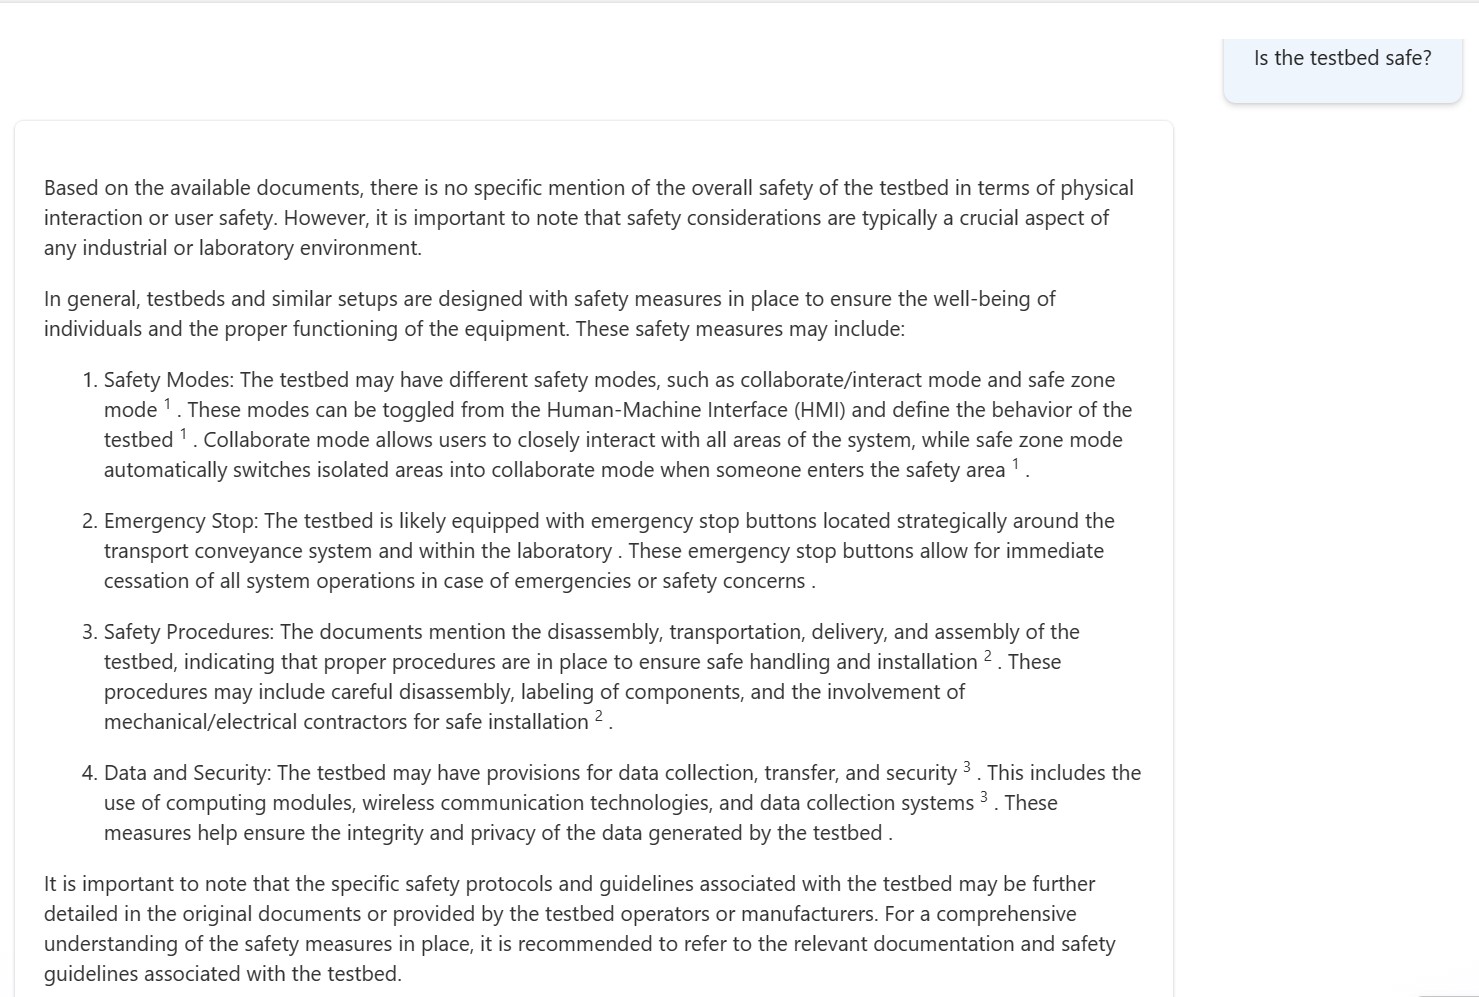 Is the testbed safe?
Based on the available documents, there is no specific mention of the overall safety of the testbed in terms of physical
interaction or user safety. However, it is important to note that safety considerations are typically a crucial aspect of
any industrial or laboratory environment.
In general, testbeds and similar setups are designed with safety measures in place to ensure the well-being of
individuals and the proper functioning of the equipment. These safety measures may include:
1. Safety Modes: The testbed may have different safety modes, such as collaborate/interact mode and safe zone
mode 1 . These modes can be toggled from the Human-Machine Interface (HMI) and define the behavior of the
testbed 1 . Collaborate mode allows users to closely interact with all areas of the system, while safe zone mode
automatically switches isolated areas into collaborate mode when someone enters the safety area 1 .
2. Emergency Stop: The testbed is likely equipped with emergency stop buttons located strategically around the
transport conveyance system and within the laboratory . These emergency stop buttons allow for immediate
cessation of all system operations in case of emergencies or safety concerns .
3. Safety Procedures: The documents mention the disassembly, transportation, delivery, and assembly of the
testbed, indicating that proper procedures are in place to ensure safe handling and installation 2 . These
procedures may include careful disassembly, labeling of components, and the involvement of
mechanical/electrical contractors for safe installation 2 .
4. Data and Security: The testbed may have provisions for data collection, transfer, and security 3 . This includes the
use of computing modules, wireless communication technologies, and data collection systems 3 . These
measures help ensure the integrity and privacy of the data generated by the testbed .
It is important to note that the specific safety protocols and guidelines associated with the testbed may be further
detailed in the original documents or provided by the testbed operators or manufacturers. For a comprehensive
understanding of the safety measures in place, it is recommended to refer to the relevant documentation and safety
guidelines associated with the testbed.